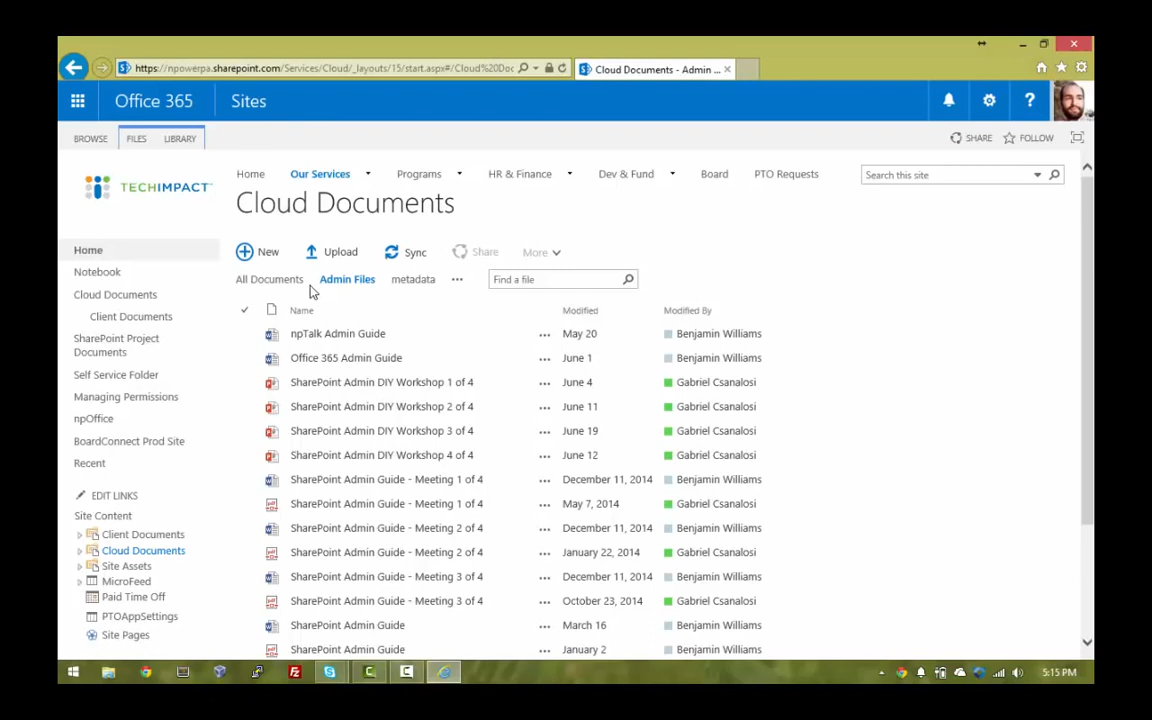 https://npowerpa.sharepoint.com/Services/Cloud/_layouts/15/start.aspx#/Cloud%20Doc
Cloud Documents - Admin ...
Office 365
Sites
BROWSE
FILES
LIBRARY
SHARE
FOLLOW
TECHIMPACT
Home
Our Services
Programs
HR & Finance
Dev & Fund
Board
PTO Requests
Search this site
Cloud Documents
Home
Notebook
Cloud Documents
Client Documents
SharePoint Project
Documents
Self Service Folder
Managing Permissions
npOffice
BoardConnect Prod Site
Recent
EDIT LINKS
Site Content
Client Documents
Cloud Documents
Site Assets
MicroFeed
Paid Time Off
PTOAppSettings
Site Pages
New
Upload
Sync
Share
More
All Documents
Admin Files
metadata
...
Find a file
Name Modified Modified By
npTalk Admin Guide ... May 20 Benjamin Williams
Office 365 Admin Guide ... June 1 Benjamin Williams
SharePoint Admin DIY Workshop 1 of 4 ... June 4 Gabriel Csanalosi
SharePoint Admin DIY Workshop 2 of 4 ... June 11 Gabriel Csanalosi
SharePoint Admin DIY Workshop 3 of 4 ... June 19 Gabriel Csanalosi
SharePoint Admin DIY Workshop 4 of 4 ... June 12 Gabriel Csanalosi
SharePoint Admin Guide - Meeting 1 of 4 ... December 11, 2014 Benjamin Williams
SharePoint Admin Guide - Meeting 1 of 4 ... May 7, 2014 Gabriel Csanalosi
SharePoint Admin Guide - Meeting 2 of 4 ... December 11, 2014 Benjamin Williams
SharePoint Admin Guide - Meeting 2 of 4 ... January 22, 2014 Gabriel Csanalosi
SharePoint Admin Guide - Meeting 3 of 4 ... December 11, 2014 Benjamin Williams
SharePoint Admin Guide - Meeting 3 of 4 ... October 23, 2014 Gabriel Csanalosi
SharePoint Admin Guide ... March 16 Benjamin Williams
SharePoint Admin Guide ... January 2 Benjamin Williams
5:15 PM